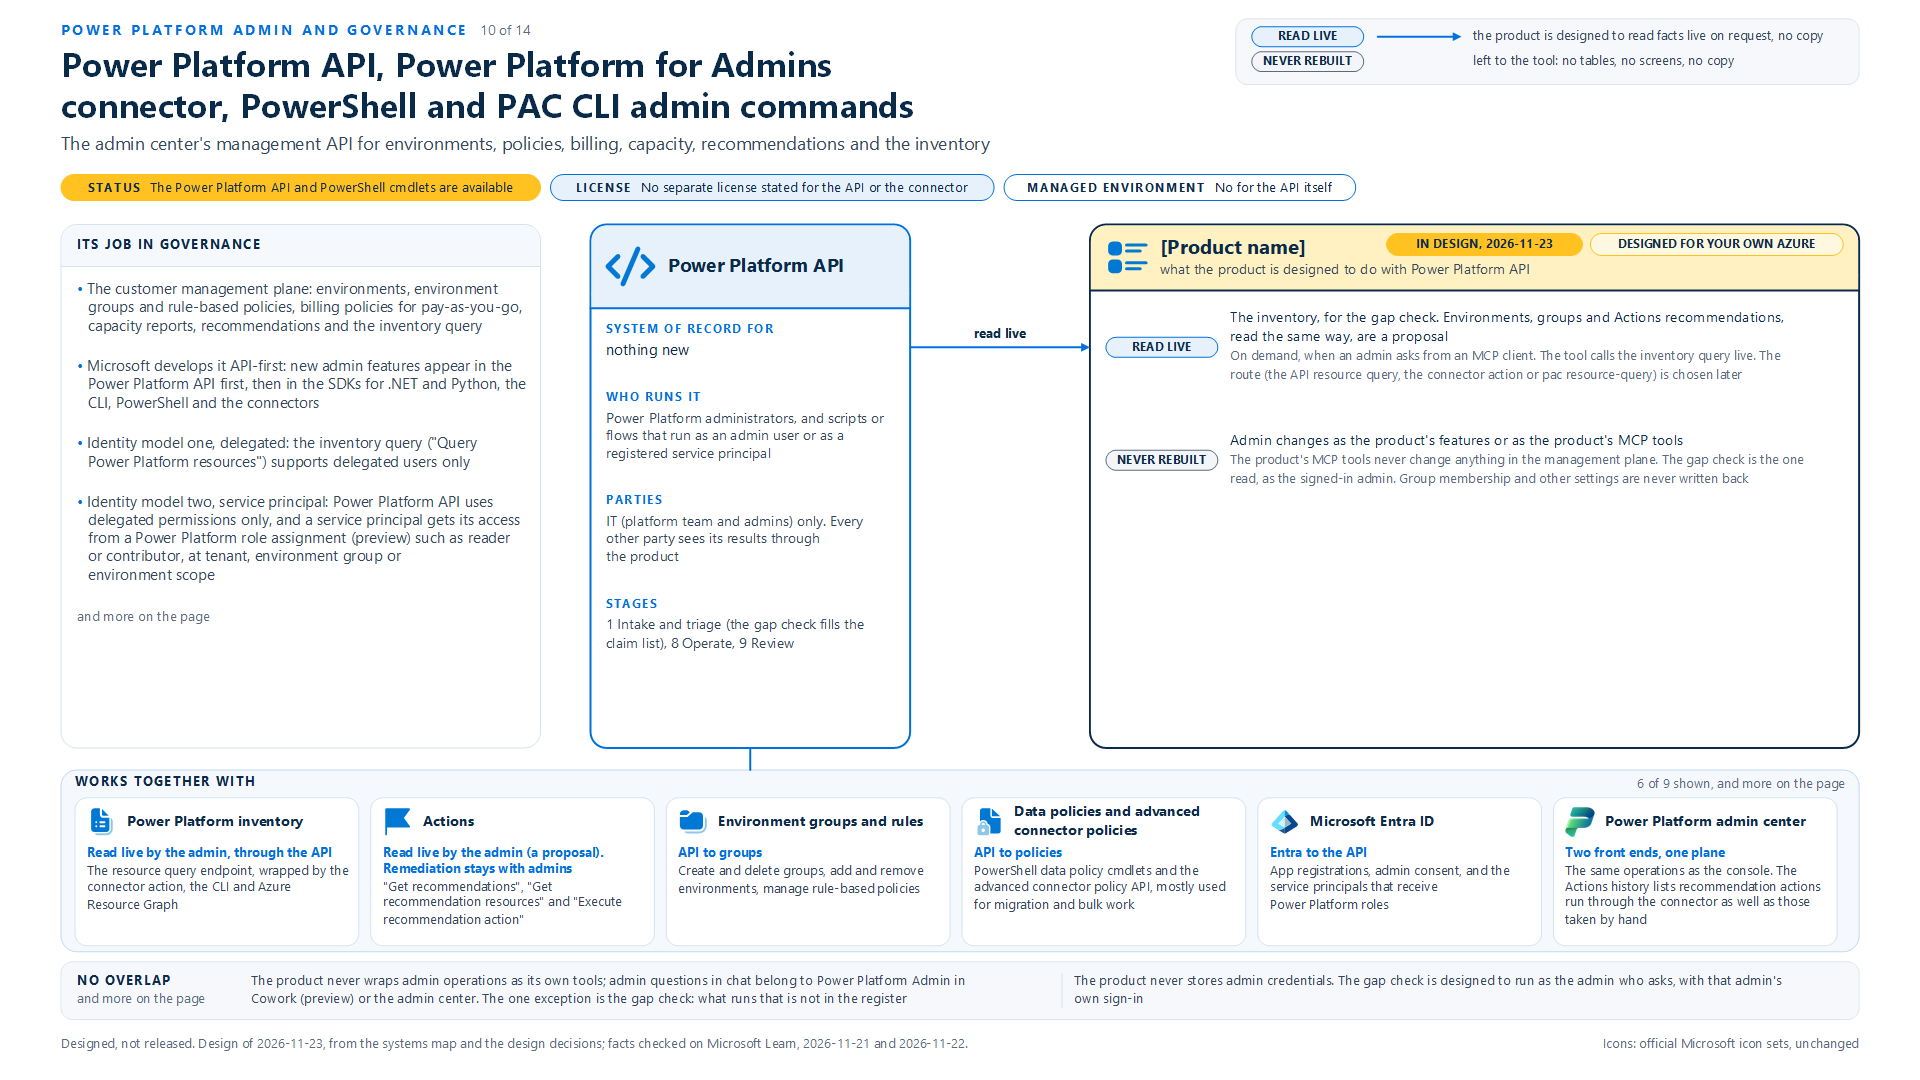 POWER PLATFORM ADMIN AND GOVERNANCE 10 of 14
Power Platform API, Power Platform for Admins
connector, PowerShell and PAC CLI admin commands
The admin center's management API for environments, policies, billing, capacity, recommendations and the inventory
READ LIVE the product is designed to read facts live on request, no copy
NEVER REBUILT left to the tool: no tables, no screens, no copy
STATUS The Power Platform API and PowerShell cmdlets are available
LICENSE No separate license stated for the API or the connector
MANAGED ENVIRONMENT No for the API itself
ITS JOB IN GOVERNANCE
• The customer management plane: environments, environment
groups and rule-based policies, billing policies for pay-as-you-go,
capacity reports, recommendations and the inventory query
• Microsoft develops it API-first: new admin features appear in the
Power Platform API first, then in the SDKs for .NET and Python, the
CLI, PowerShell and the connectors
• Identity model one, delegated: the inventory query ("Query
Power Platform resources") supports delegated users only
• Identity model two, service principal: Power Platform API uses
delegated permissions only, and a service principal gets its access
from a Power Platform role assignment (preview) such as reader
or contributor, at tenant, environment group or
environment scope
and more on the page
Power Platform API
SYSTEM OF RECORD FOR
nothing new
WHO RUNS IT
Power Platform administrators, and scripts or
flows that run as an admin user or as a
registered service principal
PARTIES
IT (platform team and admins) only. Every
other party sees its results through
the product
STAGES
1 Intake and triage (the gap check fills the
claim list), 8 Operate, 9 Review
read live
[Product name]
IN DESIGN, 2026-11-23
DESIGNED FOR YOUR OWN AZURE
what the product is designed to do with Power Platform API
READ LIVE
The inventory, for the gap check. Environments, groups and Actions recommendations,
read the same way, are a proposal
On demand, when an admin asks from an MCP client. The tool calls the inventory query live. The
route (the API resource query, the connector action or pac resource-query) is chosen later
NEVER REBUILT
Admin changes as the product's features or as the product's MCP tools
The product's MCP tools never change anything in the management plane. The gap check is the one
read, as the signed-in admin. Group membership and other settings are never written back
WORKS TOGETHER WITH
6 of 9 shown, and more on the page
Power Platform inventory
Read live by the admin, through the API
The resource query endpoint, wrapped by the
connector action, the CLI and Azure
Resource Graph
Actions
Read live by the admin (a proposal).
Remediation stays with admins
"Get recommendations", "Get
recommendation resources" and "Execute
recommendation action"
Environment groups and rules
API to groups
Create and delete groups, add and remove
environments, manage rule-based policies
Data policies and advanced
connector policies
API to policies
PowerShell data policy cmdlets and the
advanced connector policy API, mostly used
for migration and bulk work
Microsoft Entra ID
Entra to the API
App registrations, admin consent, and the
service principals that receive
Power Platform roles
Power Platform admin center
Two front ends, one plane
The same operations as the console. The
Actions history lists recommendation actions
run through the connector as well as those
taken by hand
NO OVERLAP
and more on the page
The product never wraps admin operations as its own tools; admin questions in chat belong to Power Platform Admin in
Cowork (preview) or the admin center. The one exception is the gap check: what runs that is not in the register
The product never stores admin credentials. The gap check is designed to run as the admin who asks, with that admin's
own sign-in
Designed, not released. Design of 2026-11-23, from the systems map and the design decisions; facts checked on Microsoft Learn, 2026-11-21 and 2026-11-22.
Icons: official Microsoft icon sets, unchanged